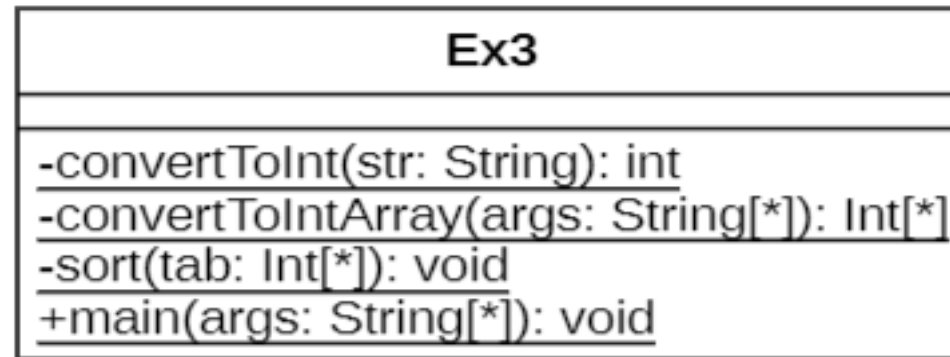 Ex3
-convertToInt(str: String): int
-convertToIntArray(args: String[*]): Int[*]
-sort(tab: Int[*]): void
+main(args: String[*]): void